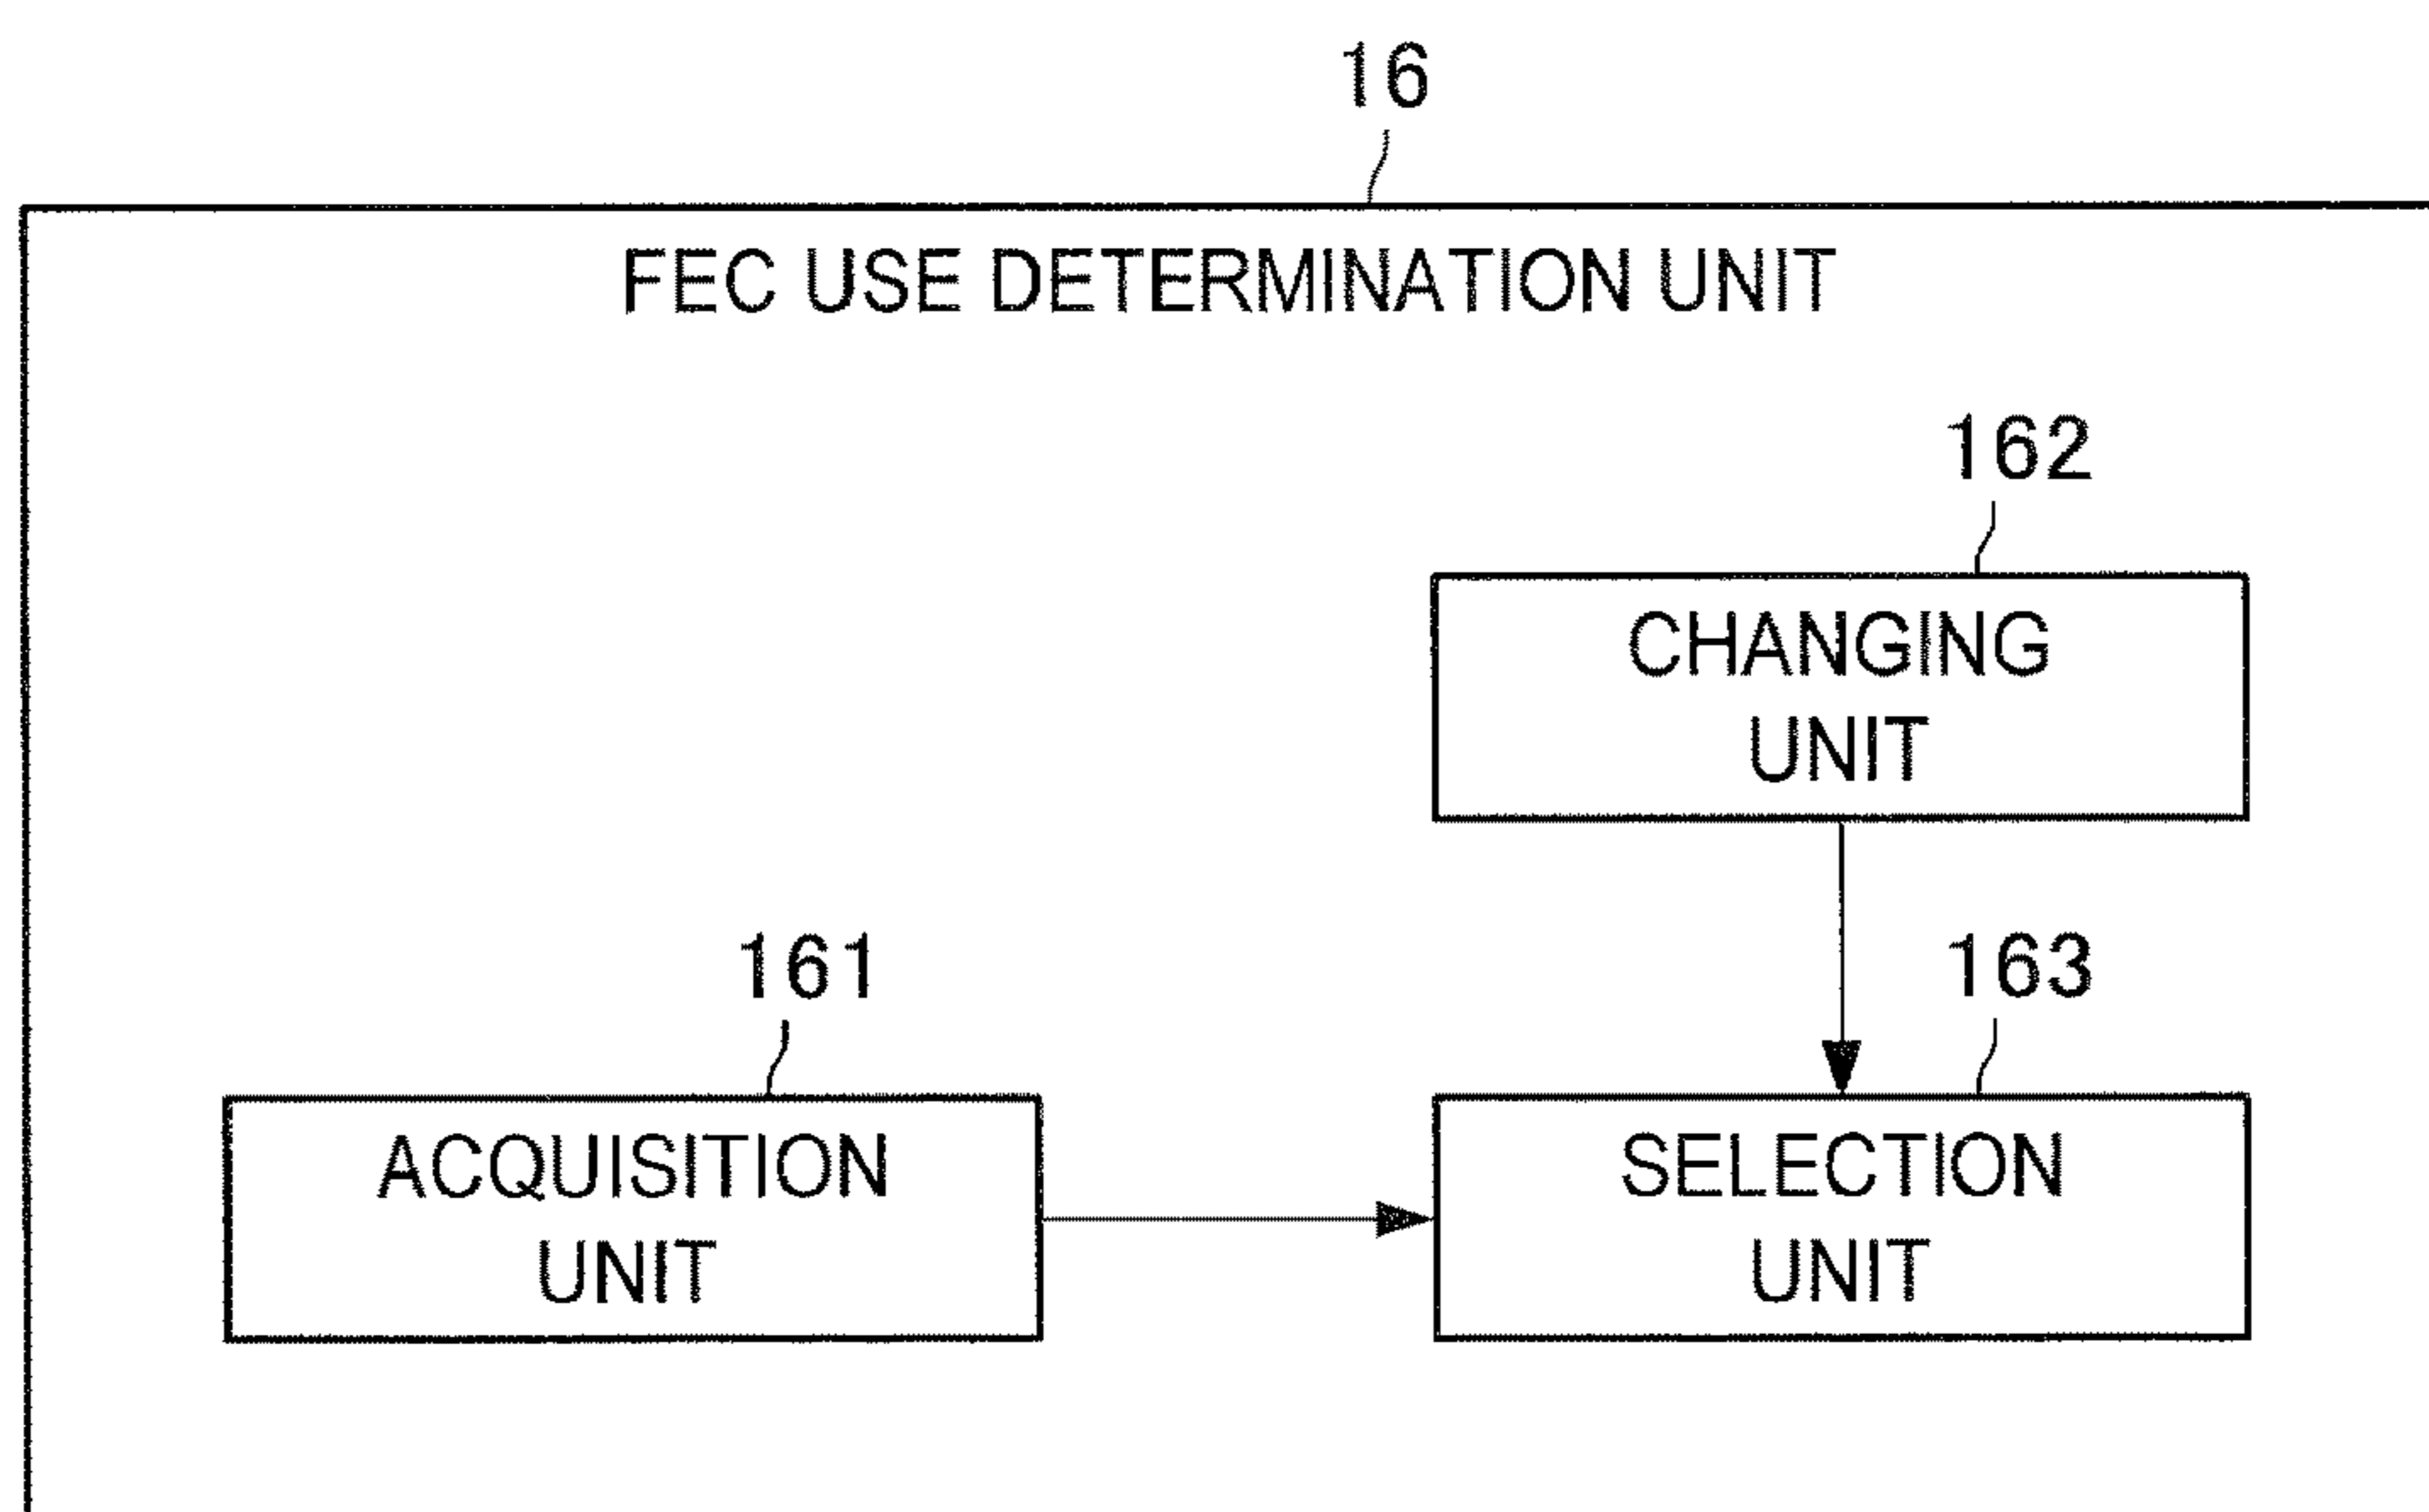 16
FEC USE DETERMINATION UNIT
162
CHANGING
UNIT
161
ACQUISITION
UNIT
163
SELECTION
UNIT